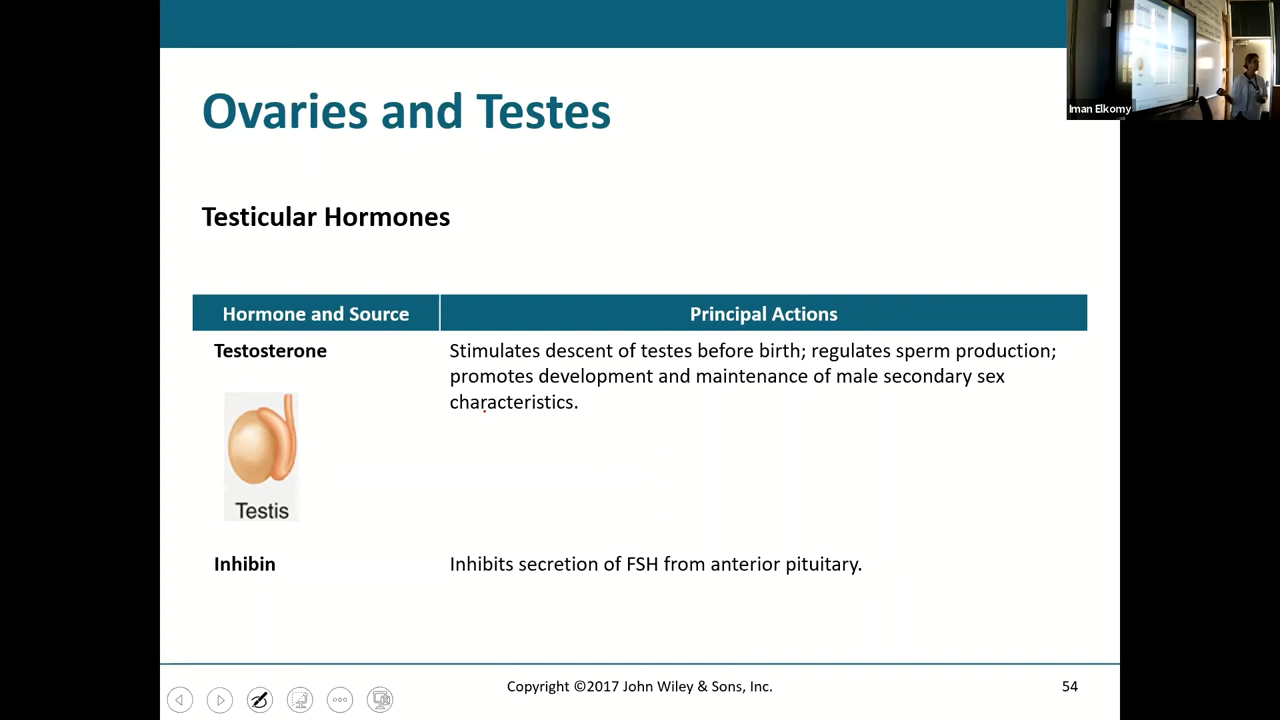 Iman Elkomy
Ovaries and Testes
Testicular Hormones
Hormone and Source
Principal Actions
Testosterone
Stimulates descent of testes before birth; regulates sperm production;
promotes development and maintenance of male secondary sex
characteristics.
Testis
Inhibin
Inhibits secretion of FSH from anterior pituitary.
Copyright ©2017 John Wiley & Sons, Inc.
54